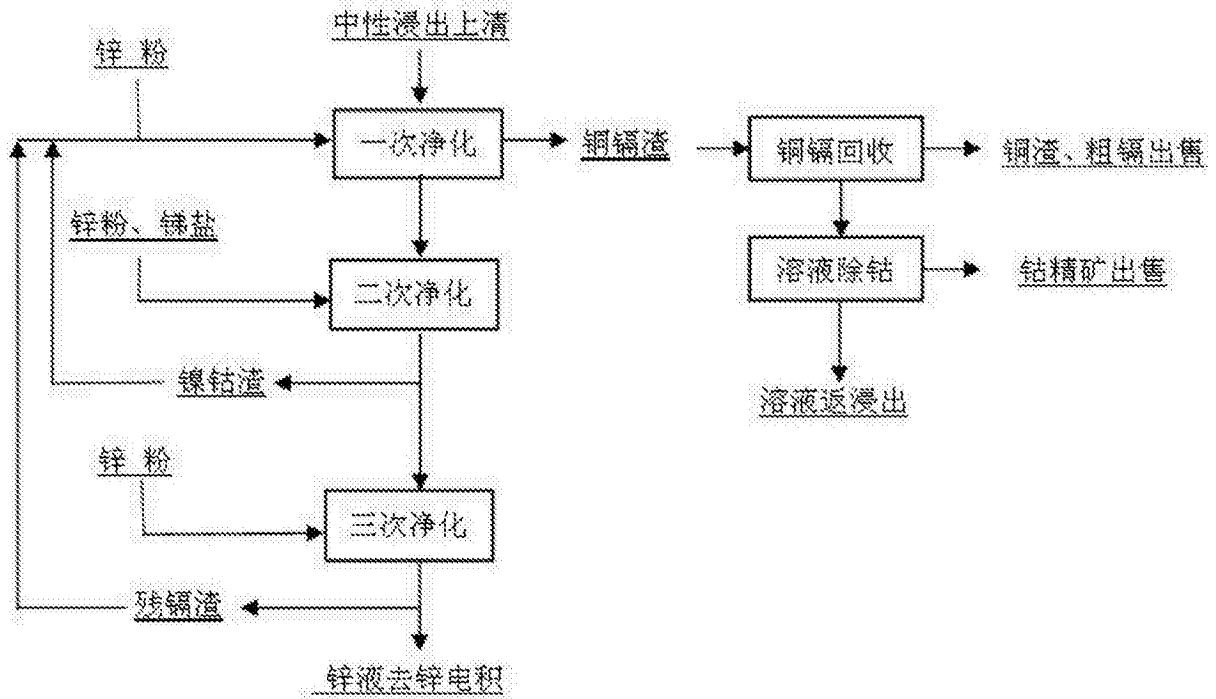 中性浸出上清
锌 粉
一次净化
铜镉渣
铜镉回收
铜渣、粗镉出售
锌粉、锑盐
溶液除钴
钴精矿出售
二次净化
镍钴渣
溶液返浸出
锌 粉
三次净化
残镉渣
锌液去锌电积